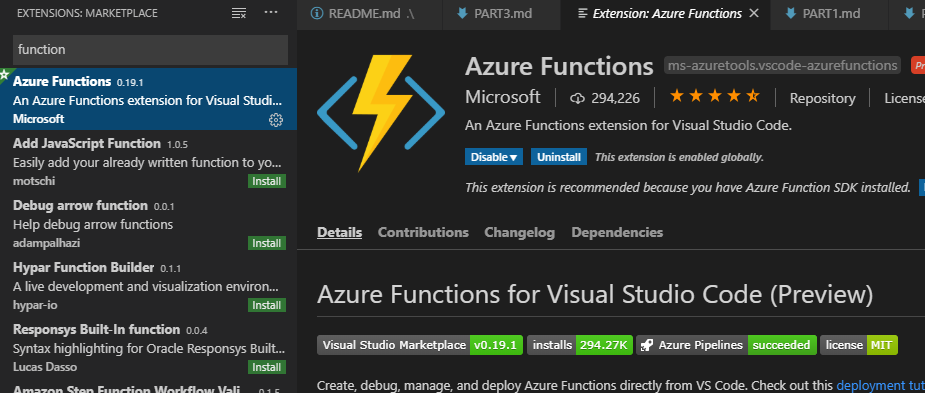 EXTENSIONS: MARKETPLACE
function
Azure Functions 0.19.1
An Azure Functions extension for Visual Studi...
Microsoft
Add JavaScript Function 1.0.5
Easily add your already written function to yo...
motschi Install
Debug arrow function 0.0.1
Help debug arrow functions
adampalhazi Install
Hypar Function Builder 0.1.1
A live development and visualization environ...
hypar-io Install
Responsys Built-In function 0.0.4
Syntax highlighting for Oracle Responsys Built...
Lucas Dasso Install
Amazon Step Function Workflow Vali... 0.1.5
README.md .\ PART3.md Extension: Azure Functions PART1.md P
Azure Functions ms-azuretools.vscode-azurefunctions Pr
Microsoft 294,226 Repository License
An Azure Functions extension for Visual Studio Code.
Disable Uninstall This extension is enabled globally.
This extension is recommended because you have Azure Function SDK installed.
Details Contributions Changelog Dependencies
Azure Functions for Visual Studio Code (Preview)
Visual Studio Marketplace v0.19.1 installs 294.27K Azure Pipelines succeeded license MIT
Create, debug, manage, and deploy Azure Functions directly from VS Code. Check out this deployment tut